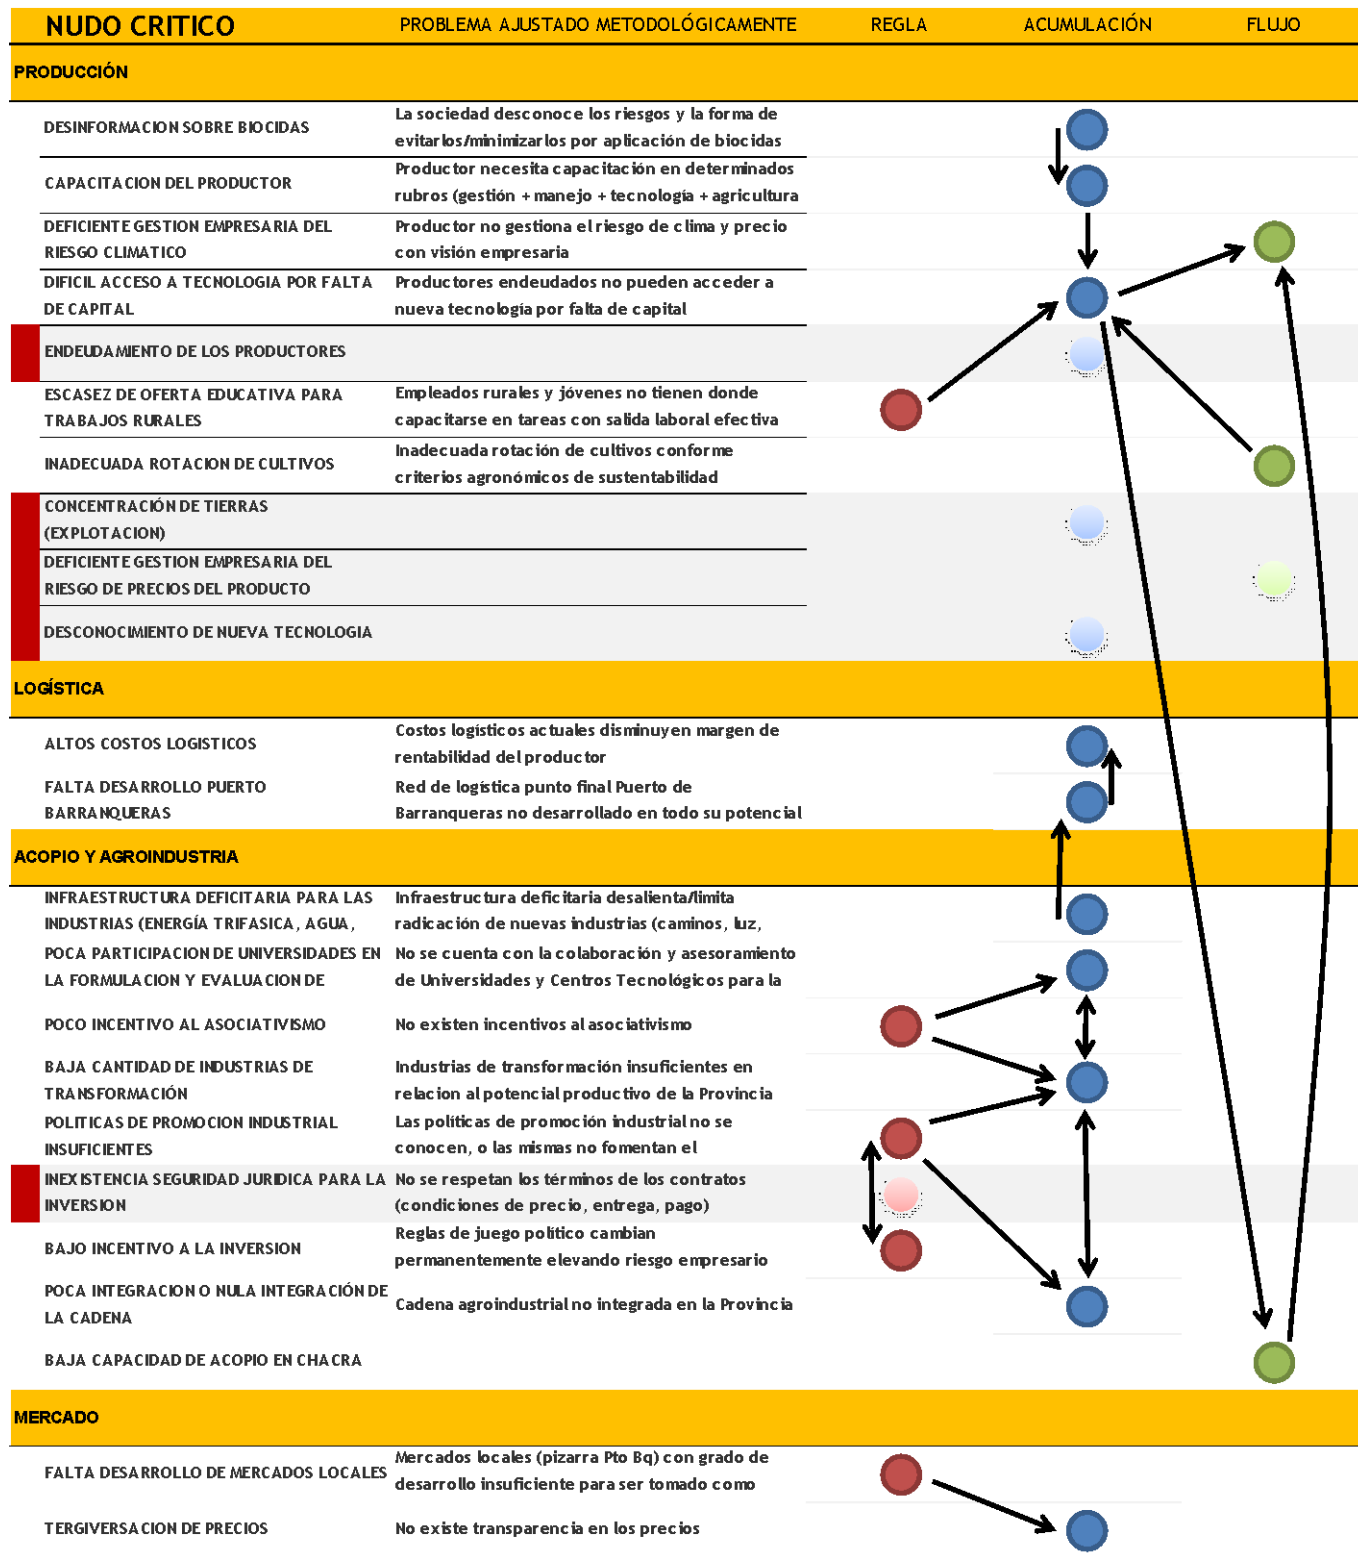 NUDO CRITICO PROBLEMA AJUSTADO METODOLÓGICAMENTE REGLA ACUMULACIÓN FLUJO
PRODUCCIÓN
DESINFORMACION SOBRE BIOCIDAS
La sociedad desconoce los riesgos y la forma de
evitarlos/minimizarlos por aplicación de biocidas
CAPACITACION DEL PRODUCTOR
Productor necesita capacitación en determinados
rubros (gestión + manejo + tecnología + agricultura
DEFICIENTE GESTION EMPRESARIA DEL
RIESGO CLIMATICO
Productor no gestiona el riesgo de clima y precio
con visión empresaria
DIFICIL ACCESO A TECNOLOGIA POR FALTA
DE CAPITAL
Productores endeudados no pueden acceder a
nueva tecnología por falta de capital
ENDEUDAMIENTO DE LOS PRODUCTORES
ESCASEZ DE OFERTA EDUCATIVA PARA
TRABAJOS RURALES
Empleados rurales y jóvenes no tienen donde
capacitarse en tareas con salida laboral efectiva
INADECUADA ROTACION DE CULTIVOS
Inadecuada rotación de cultivos conforme
criterios agronómicos de sustentabilidad
CONCENTRACIÓN DE TIERRAS
(EXPLOTACION)
DEFICIENTE GESTION EMPRESARIA DEL
RIESGO DE PRECIOS DEL PRODUCTO
DESCONOCIMIENTO DE NUEVA TECNOLOGIA
LOGÍSTICA
ALTOS COSTOS LOGISTICOS
Costos logísticos actuales disminuyen margen de
rentabilidad del productor
FALTA DESARROLLO PUERTO
BARRANQUERAS
Red de logística punto final Puerto de
Barranqueras no desarrollado en todo su potencial
ACOPIO Y AGROINDUSTRIA
INFRAESTRUCTURA DEFICITARIA PARA LAS
INDUSTRIAS (ENERGÍA TRIFASICA, AGUA,
Infraestructura deficitaria desalienta/limita
radicación de nuevas industrias (caminos, luz,
POCA PARTICIPACION DE UNIVERSIDADES EN
LA FORMULACION Y EVALUACION DE
No se cuenta con la colaboración y asesoramiento
de Universidades y Centros Tecnológicos para la
POCO INCENTIVO AL ASOCIATIVISMO
No existen incentivos al asociativismo
BAJA CANTIDAD DE INDUSTRIAS DE
TRANSFORMACIÓN
Industrias de transformación insuficientes en
relacion al potencial productivo de la Provincia
POLITICAS DE PROMOCION INDUSTRIAL
INSUFICIENTES
Las políticas de promoción industrial no se
conocen, o las mismas no fomentan el
INEXISTENCIA SEGURIDAD JURIDICA PARA LA
INVERSION
No se respetan los términos de los contratos
(condiciones de precio, entrega, pago)
BAJO INCENTIVO A LA INVERSION
Reglas de juego político cambian
permanentemente elevando riesgo empresario
POCA INTEGRACION O NULA INTEGRACIÓN DE
LA CADENA
Cadena agroindustrial no integrada en la Provincia
BAJA CAPACIDAD DE ACOPIO EN CHACRA
MERCADO
FALTA DESARROLLO DE MERCADOS LOCALES
Mercados locales (pizarra Pto Bq) con grado de
desarrollo insuficiente para ser tomado como
TERGIVERSACION DE PRECIOS
No existe transparencia en los precios